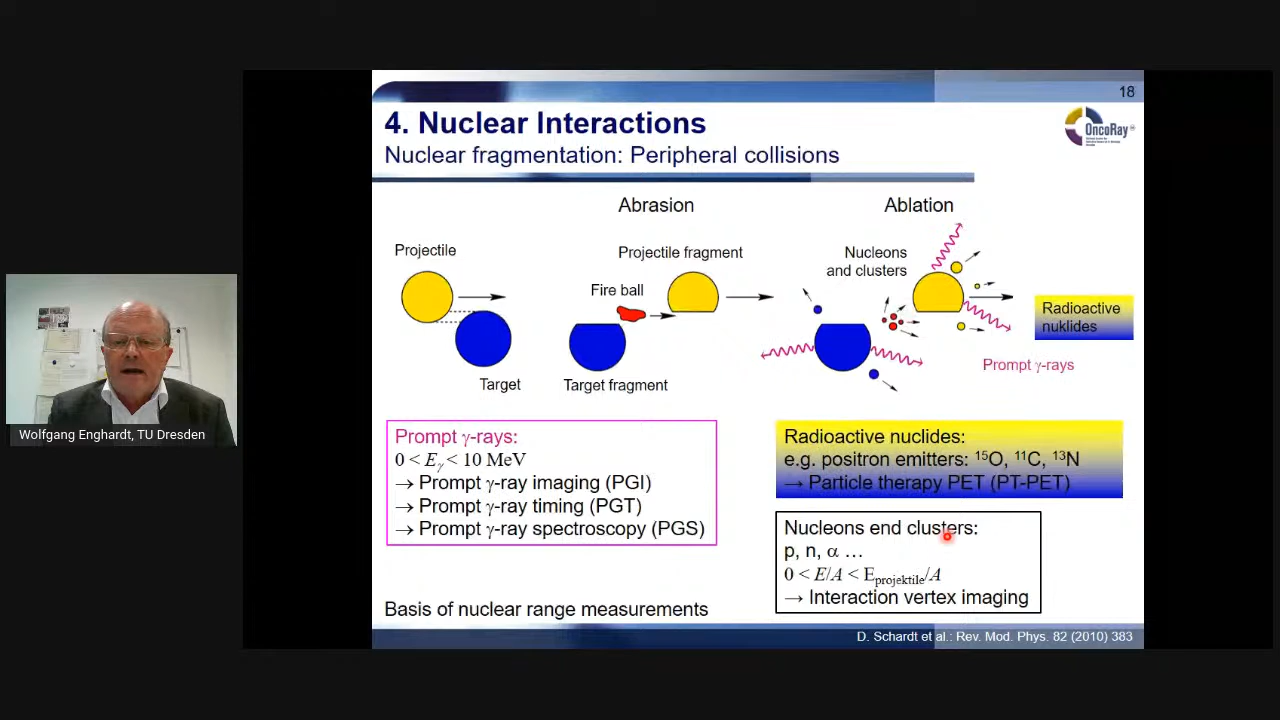 18
4. Nuclear Interactions
Nuclear fragmentation: Peripheral collisions
OncoRay
Abrasion
Ablation
Projectile
Projectile fragment
Nucleons
and clusters
Fire ball
Radioactive
nuklides
Target
Target fragment
Prompt γ-rays
Prompt γ-rays:
0 < Eγ < 10 MeV
→ Prompt γ-ray imaging (PGI)
→ Prompt γ-ray timing (PGT)
→ Prompt γ-ray spectroscopy (PGS)
Radioactive nuclides:
e.g. positron emitters: ¹⁵O, ¹¹C, ¹³N
→ Particle therapy PET (PT-PET)
Nucleons end clusters:
p, n, α ...
0 < E/A < Eprojektile/A
→ Interaction vertex imaging
Basis of nuclear range measurements
D. Schardt et al.: Rev. Mod. Phys. 82 (2010) 383
Wolfgang Enghardt, TU Dresden